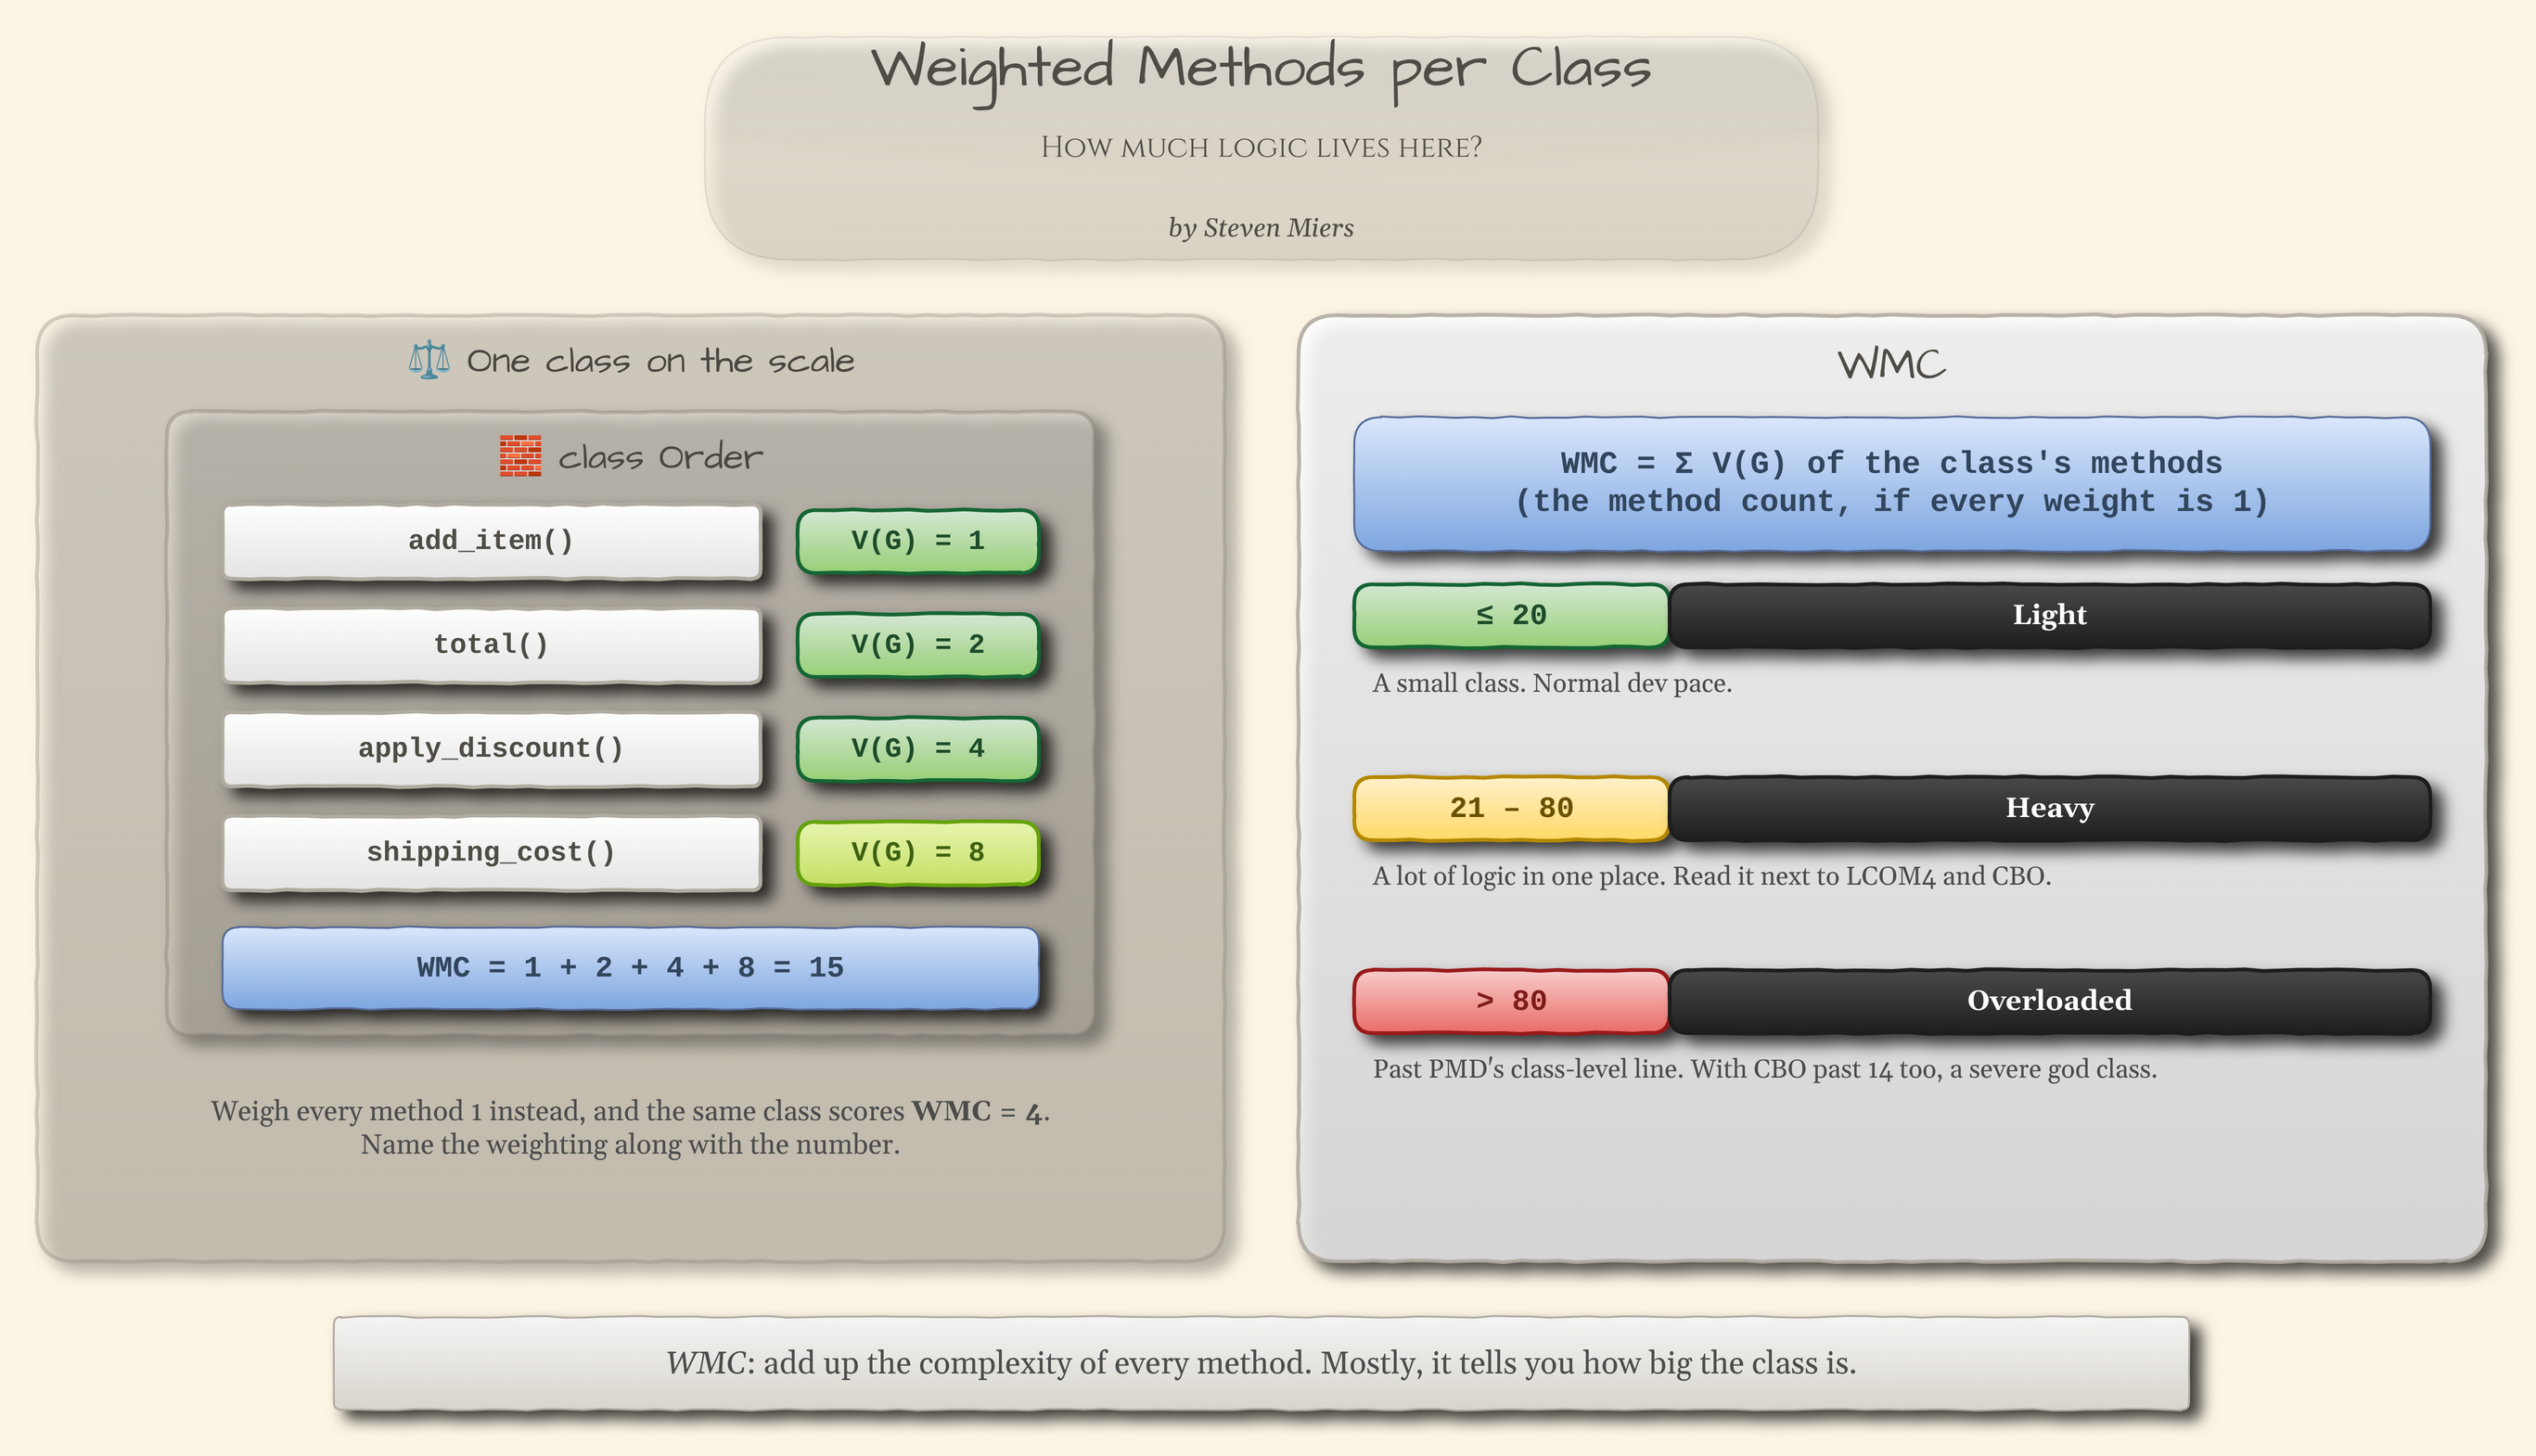 Weighted Methods per Class
How much logic lives here?
by Steven Miers
⚖️ One class on the scale
🧱 class Order
add_item()
V(G) = 1
total()
V(G) = 2
apply_discount()
V(G) = 4
shipping_cost()
V(G) = 8
WMC = 1 + 2 + 4 + 8 = 15
Weigh every method 1 instead, and the same class scores WMC = 4.
Name the weighting along with the number.
WMC
WMC = Σ V(G) of the class's methods
(the method count, if every weight is 1)
≤ 20
Light
A small class. Normal dev pace.
21 – 80
Heavy
A lot of logic in one place. Read it next to LCOM4 and CBO.
> 80
Overloaded
Past PMD's class-level line. With CBO past 14 too, a severe god class.
WMC: add up the complexity of every method. Mostly, it tells you how big the class is.